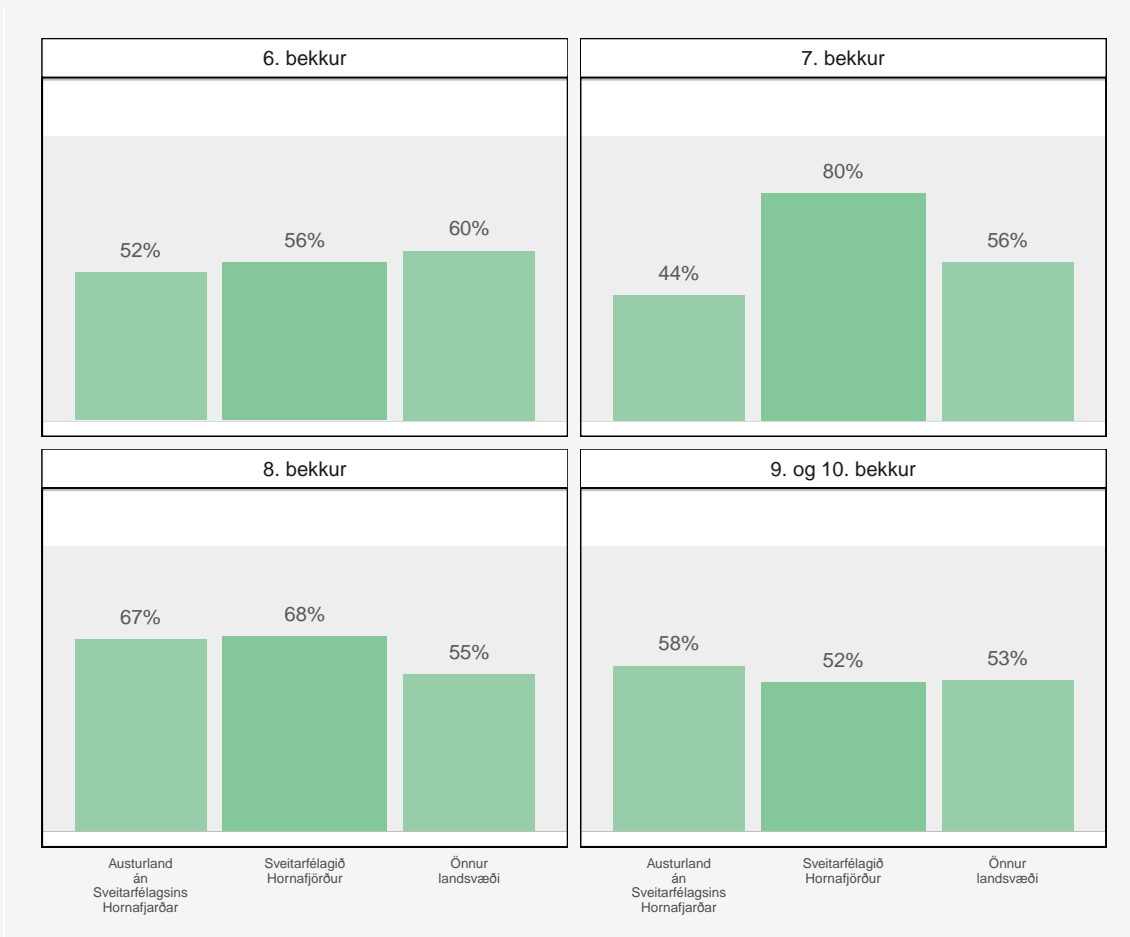 6. bekkur
52%
56%
60%
7. bekkur
44%
80%
56%
8. bekkur
67%
68%
55%
9. og 10. bekkur
58%
52%
53%
Austurland
án
Sveitarfélagsins
Hornafjarðar
Sveitarfélagið
Hornafjörður
Önnur
landsvæði
Austurland
án
Sveitarfélagsins
Hornafjarðar
Sveitarfélagið
Hornafjörður
Önnur
landsvæði